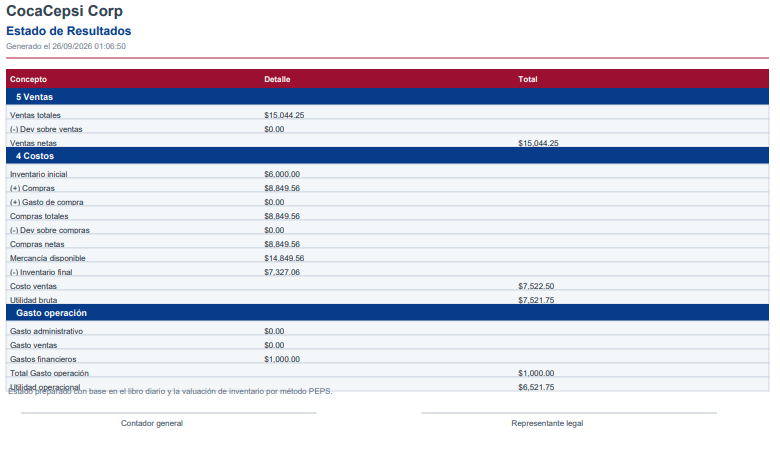 CocaCepsi Corp
Estado de Resultados
Generado el 26/09/2026 01:06:50
Concepto Detalle Total
5 Ventas
Ventas totales $15,044.25
(-) Dev sobre ventas $0.00
Ventas netas $15,044.25
4 Costos
Inventario inicial $6,000.00
(+) Compras $8,849.56
(+) Gasto de compra $0.00
Compras totales $8,849.56
(-) Dev sobre compras $0.00
Compras netas $8,849.56
Mercancía disponible $14,849.56
(-) Inventario final $7,327.06
Costo ventas $7,522.50
Utilidad bruta $7,521.75
Gasto operación
Gasto administrativo $0.00
Gasto ventas $0.00
Gastos financieros $1,000.00
Total Gasto operación $1,000.00
Utilidad operacional $6,521.75
Estado preparado con base en el libro diario y la valuación de inventario por método PEPS.
Contador general Representante legal